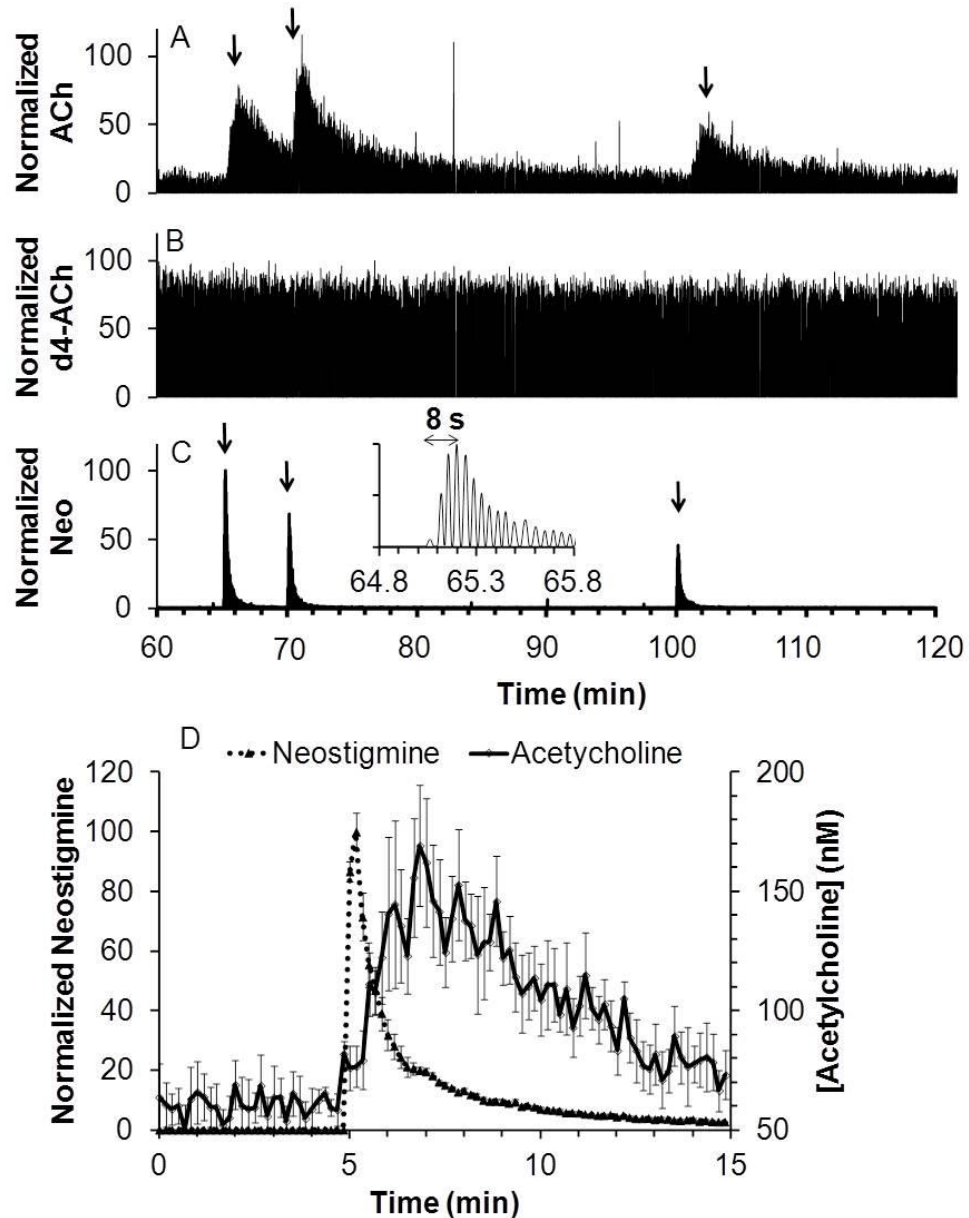 A
Normalized
ACh
100
50
0
B
Normalized
d4-ACh
100
50
0
C
Normalized
Neo
100
50
0
8 s
64.8 65.3 65.8
60 70 80 90 100 110 120
Time (min)
D
Neostigmine Acetycholine
Normalized Neostigmine
120
100
80
60
40
20
0
200
150
100
50
[Acetylcholine] (nM)
0 5 10 15
Time (min)